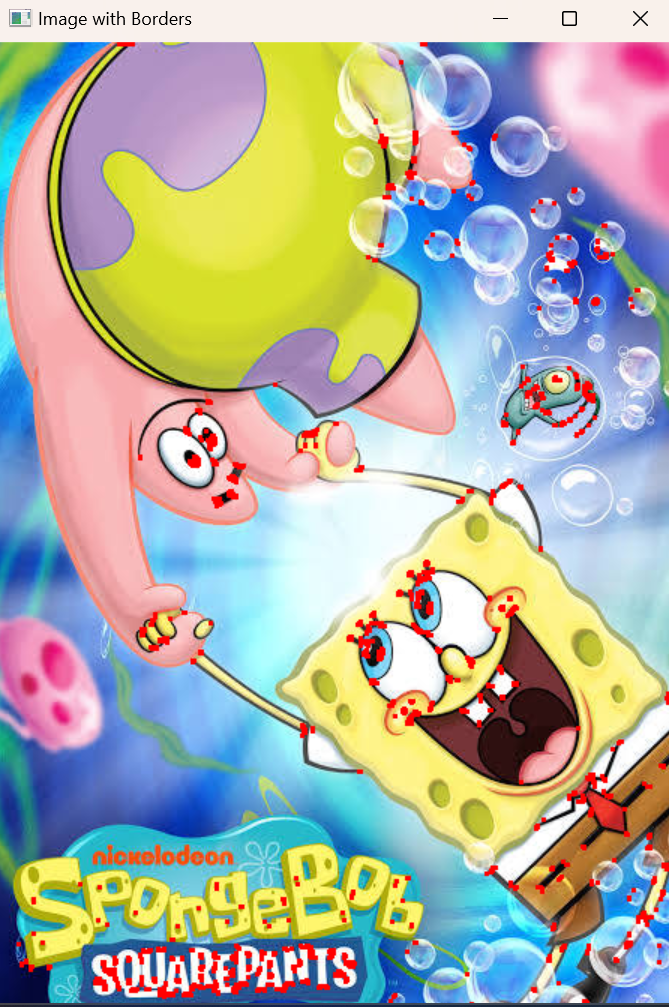 Image with Borders
nickelodeon
SpongeBob
SQUAREPANTS